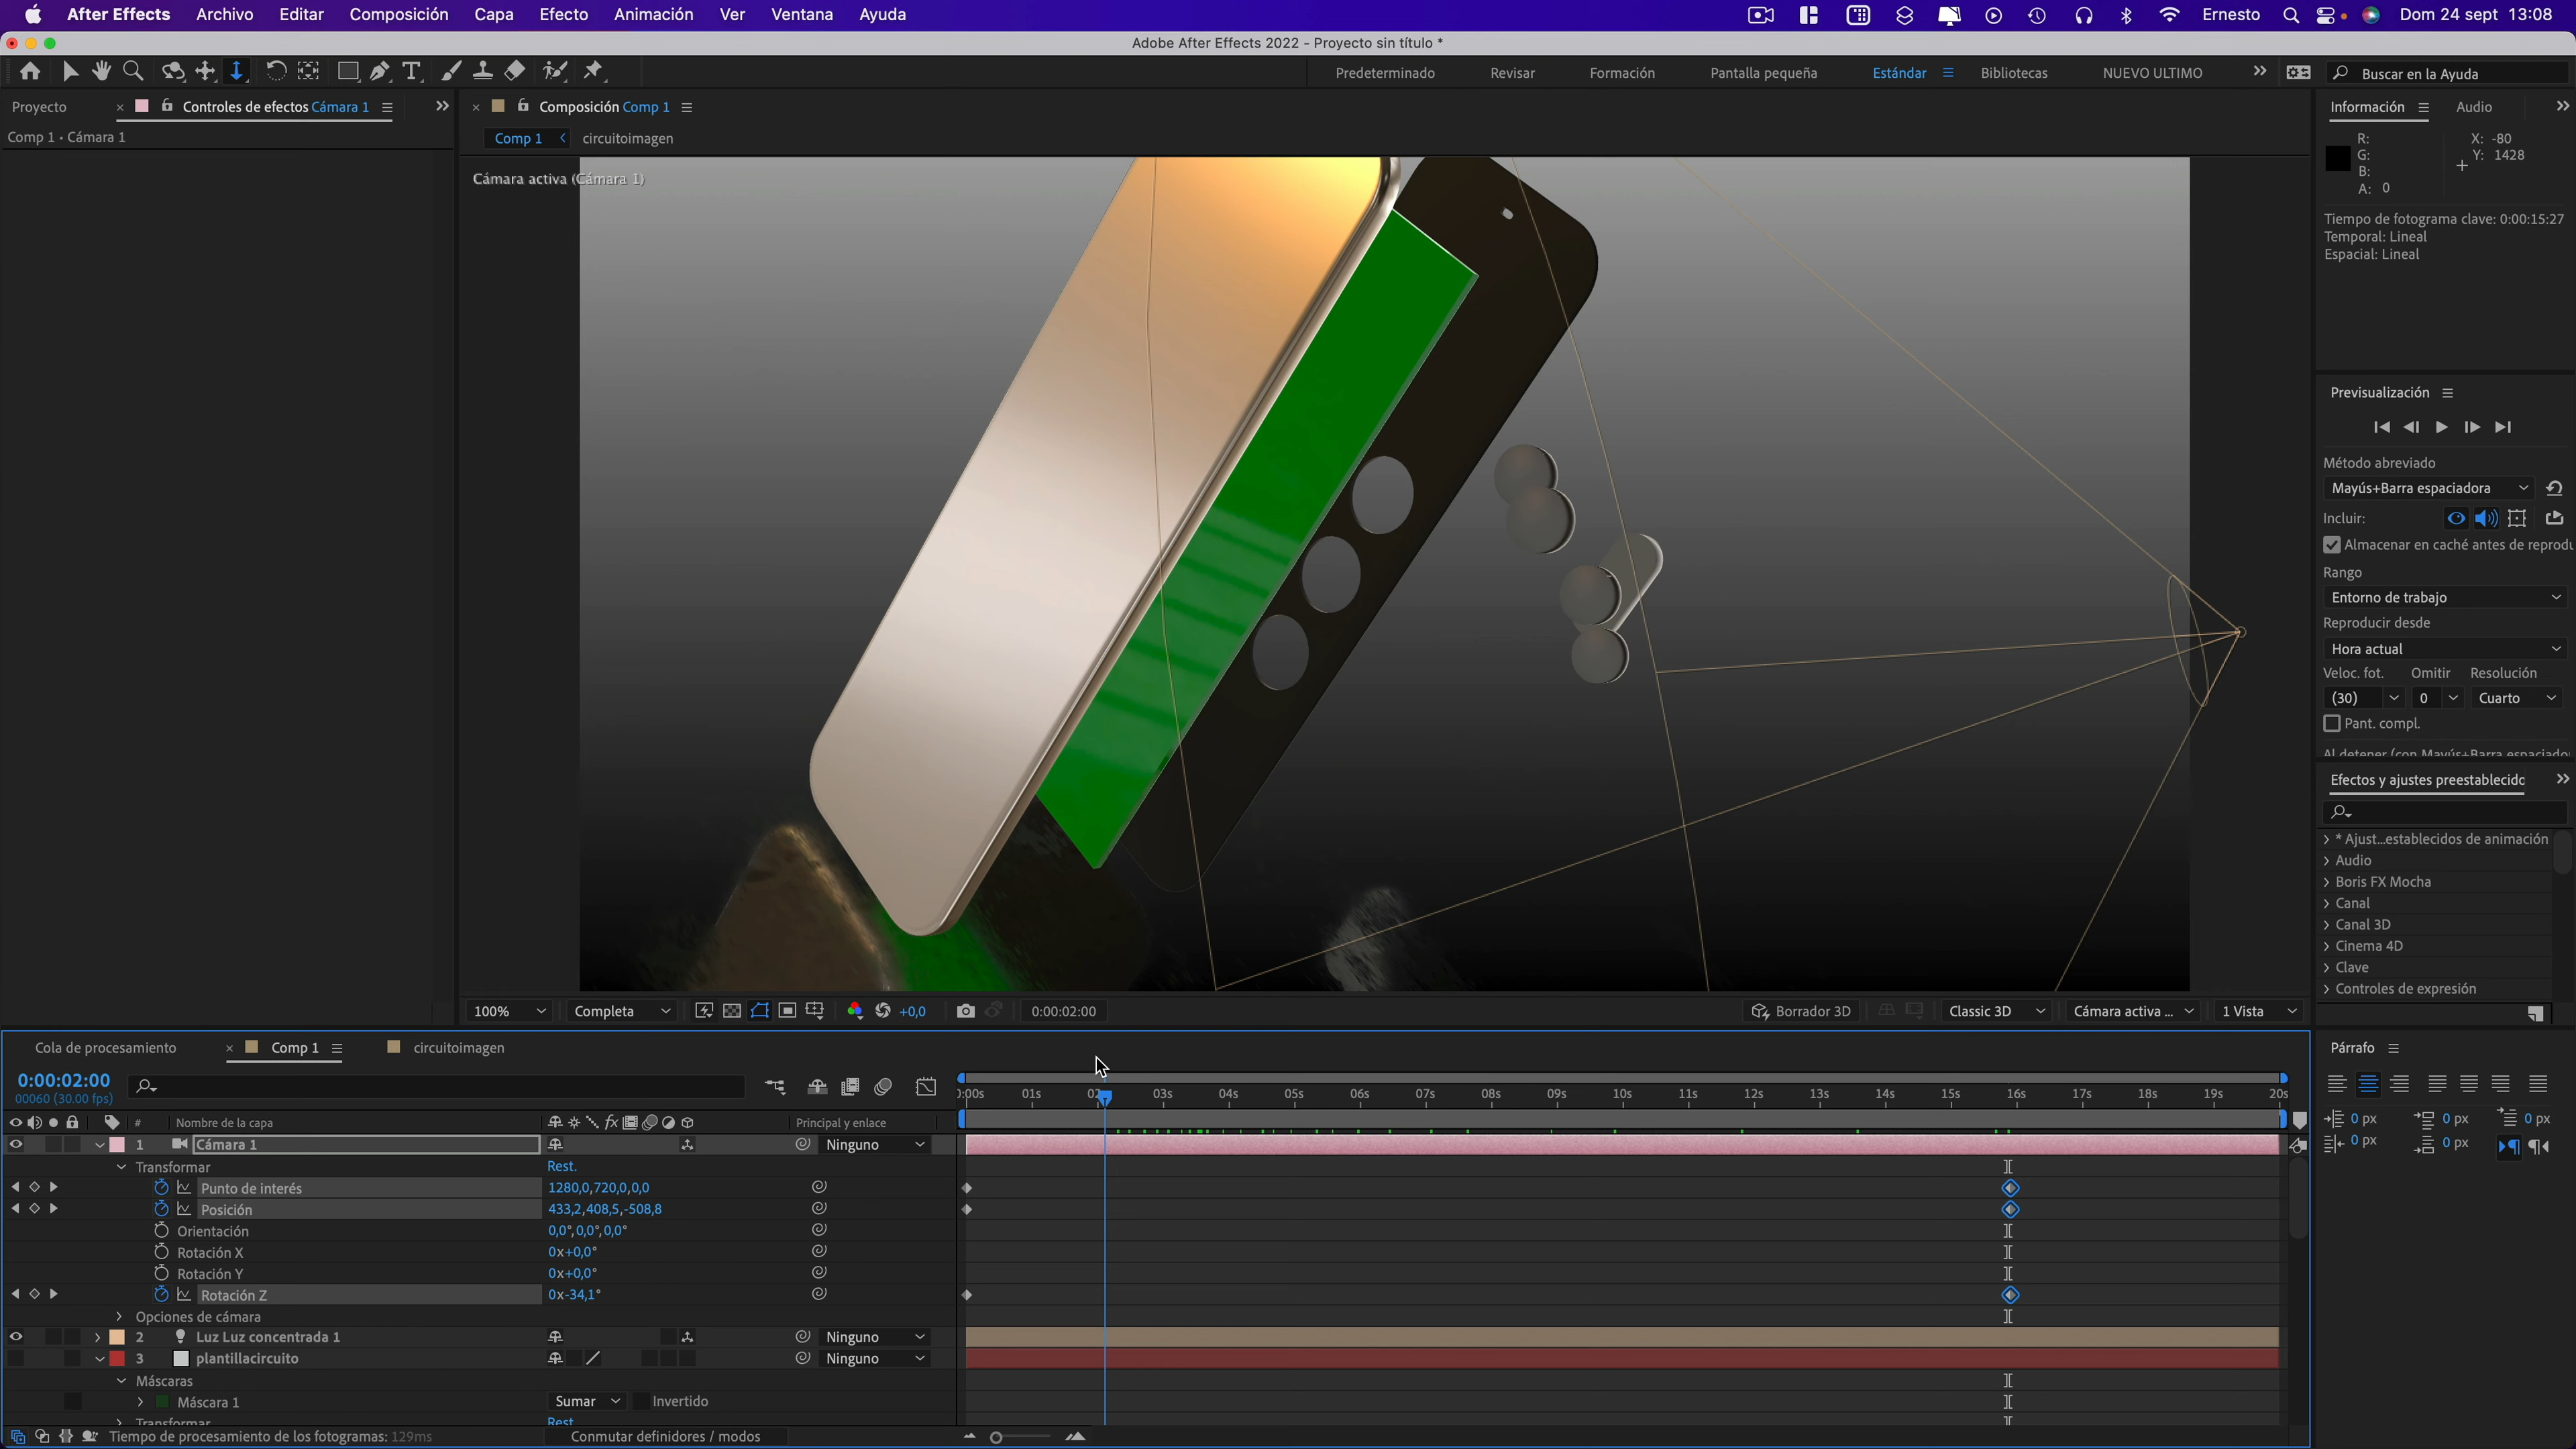 After Effects Archivo Editar Composición Capa Efecto Animación Ver Ventana Ayuda Ernesto Dom 24 sept 13:08
Adobe After Effects 2022 - Proyecto sin título *
Predeterminado Revisar Formación Pantalla pequeña Estándar Bibliotecas NUEVO ULTIMO Buscar en la Ayuda
Proyecto Controles de efectos Cámara 1 Composición Comp 1 Información Audio
Comp 1 • Cámara 1
Comp 1 circuitoimagen
R: X: -80
G: Y: 1428
B:
A: 0
Cámara activa (Cámara 1)
Tiempo de fotograma clave: 0:00:15:27
Temporal: Lineal
Espacial: Lineal
Previsualización
Método abreviado
Mayús+Barra espaciadora
Incluir:
Almacenar en caché antes de reprodu
Rango
Entorno de trabajo
Reproducir desde
Hora actual
Veloc. fot. Omitir Resolución
(30) 0 Cuarto
Pant. compl.
Al detener (con Mayús+Barra espaciado
Efectos y ajustes preestablecidc
* Ajust...establecidos de animación
Audio
Boris FX Mocha
Canal
Canal 3D
Cinema 4D
Clave
Controles de expresión
100% Completa +0,0 0:00:02:00 Borrador 3D Classic 3D Cámara activa ... 1 Vista
Cola de procesamiento Comp 1 circuitoimagen
Párrafo
0:00:02:00
00060 (30.00 fps)
):00s 01s 02 03s 04s 05s 06s 07s 08s 09s 10s 11s 12s 13s 14s 15s 16s 17s 18s 19s 20s
# Nombre de la capa fx Principal y enlace
0 px 0 px 0 px
0 px 0 px
1 Cámara 1 Ninguno
Transformar Rest.
Punto de interés 1280,0,720,0,0,0
Posición 433,2,408,5,-508,8
Orientación 0,0°,0,0°,0,0°
Rotación X 0x+0,0°
Rotación Y 0x+0,0°
Rotación Z 0x-34,1°
Opciones de cámara
2 Luz Luz concentrada 1 Ninguno
3 plantillacircuito Ninguno
Máscaras
Máscara 1 Sumar Invertido
Transformar Rest.
Tiempo de procesamiento de los fotogramas: 129ms Conmutar definidores / modos